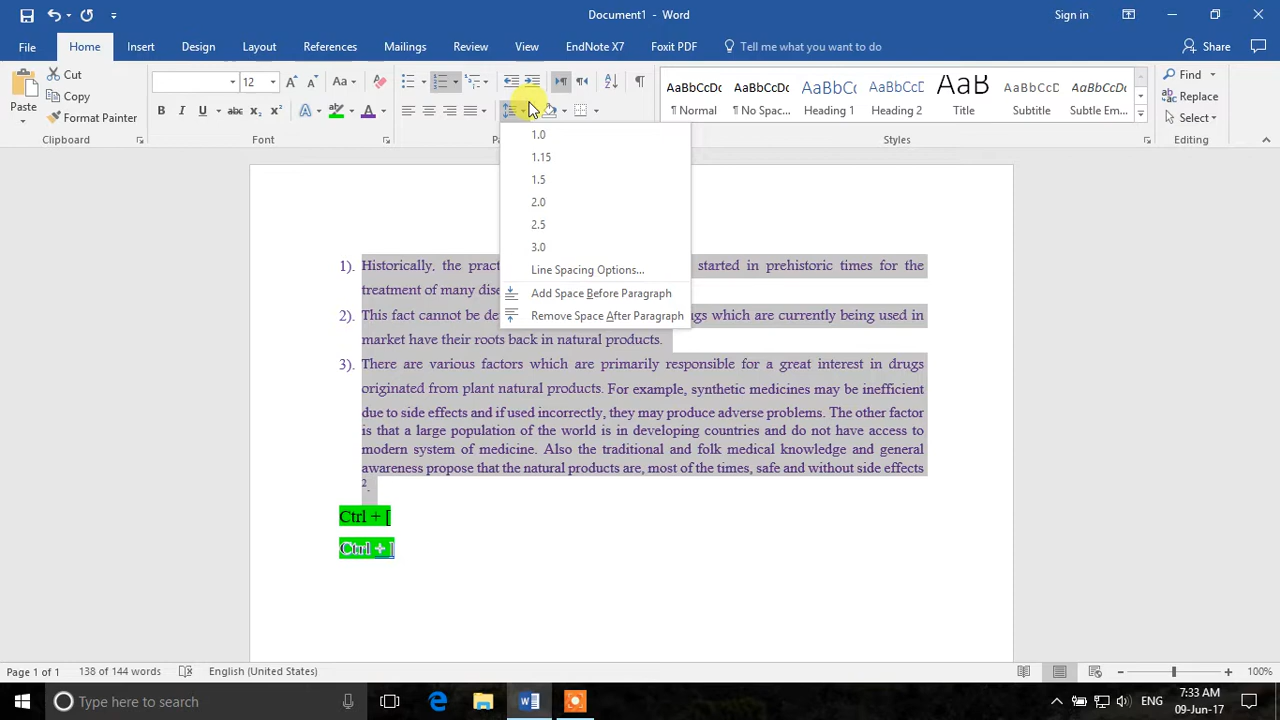 Document1 - Word
Sign in
File Home Insert Design Layout References Mailings Review View EndNote X7 Foxit PDF Tell me what you want to do Share
Paste
Cut
Copy
Format Painter
12
Clipboard
Font
AaBbCcDc ¶ Normal
AaBbCcDc ¶ No Spac...
AaBbCc Heading 1
AaBbCcD Heading 2
AaB Title
AaBbCcD Subtitle
AaBbCcDd Subtle Em...
Styles
Find
Replace
Select
Editing
1.0
1.15
1.5
2.0
2.5
3.0
Line Spacing Options...
Add Space Before Paragraph
Remove Space After Paragraph
1). Historically, the started in prehistoric times for the
treatment of many
2). This fact cannot be which are currently being used in
market have their roots back in natural products.
3). There are various factors which are primarily responsible for a great interest in drugs
originated from plant natural products. For example, synthetic medicines may be inefficient
due to side effects and if used incorrectly, they may produce adverse problems. The other factor
is that a large population of the world is in developing countries and do not have access to
modern system of medicine. Also the traditional and folk medical knowledge and general
awareness propose that the natural products are, most of the times, safe and without side effects
2.
Ctrl + [
Ctrl + ]
Page 1 of 1 138 of 144 words English (United States) 100%
Type here to search
ENG
7:33 AM
09-Jun-17